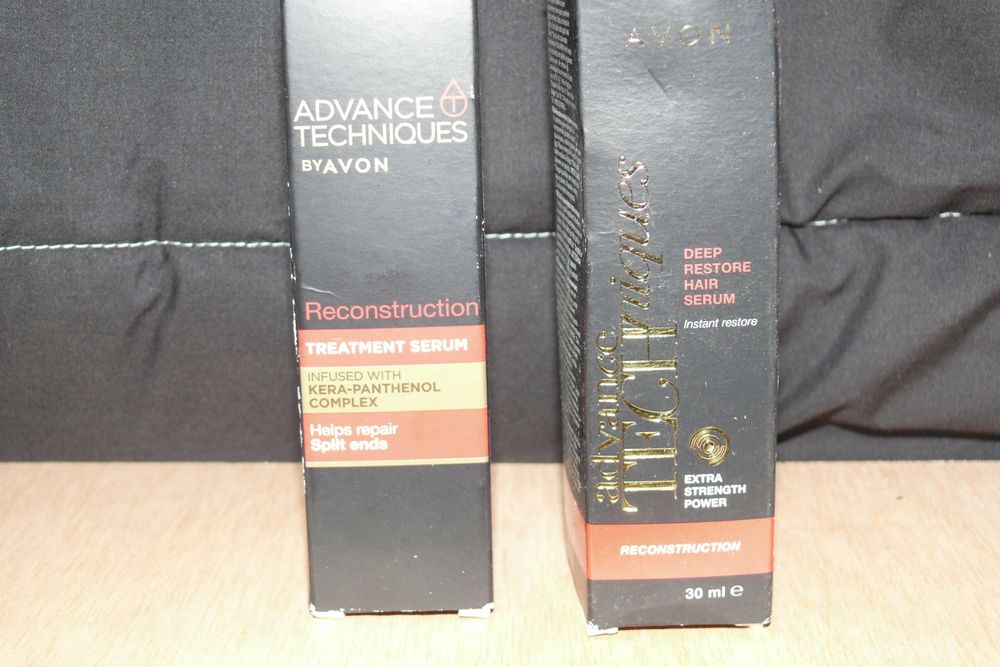 ADVANCE
TECHNIQUES
BY AVON
Reconstruction
TREATMENT SERUM
INFUSED WITH
KERA-PANTHENOL
COMPLEX
Helps repair
Split ends
AVON
advance
TECHniques
DEEP
RESTORE
HAIR
SERUM
Instant restore
EXTRA
STRENGTH
POWER
RECONSTRUCTION
30 ml e